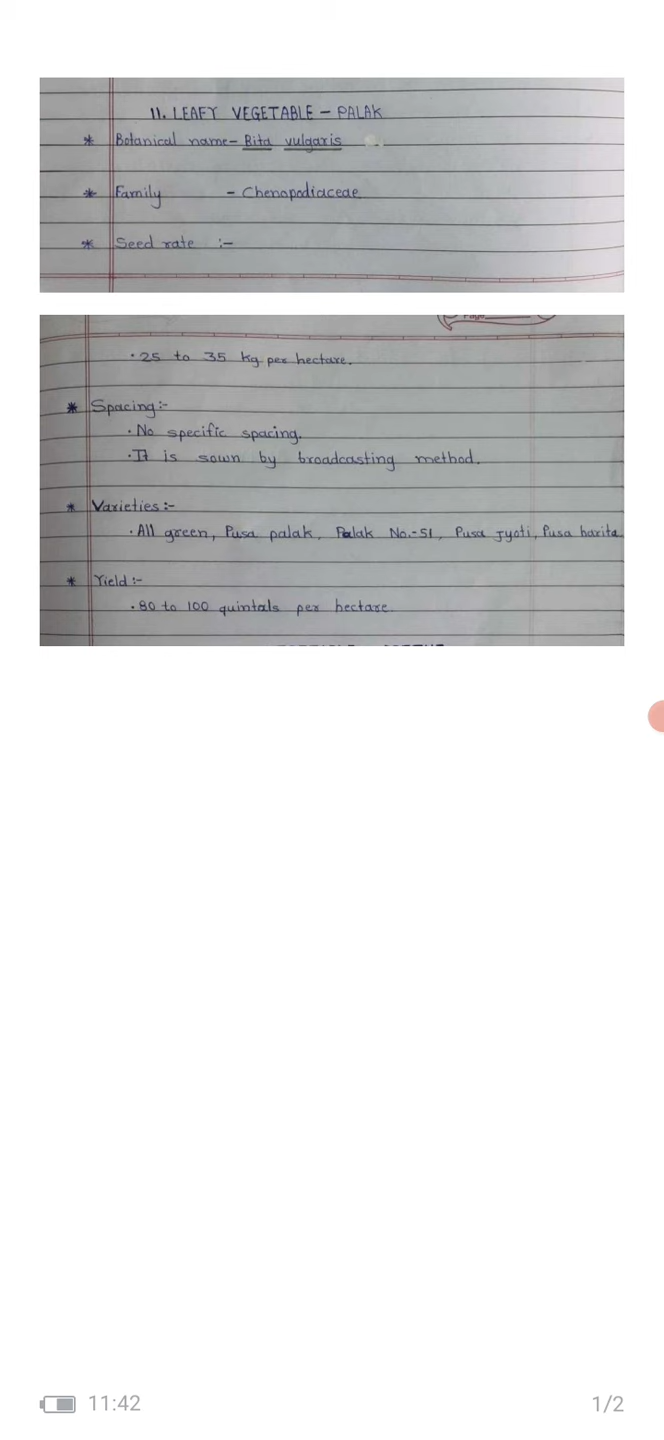 11. LEAFY VEGETABLE - PALAK
* Botanical name - Bita vulgaris
* Family - Chenopodiaceae
* Seed rate :-
Page
· 25 to 35 kg per hectare.
* Spacing :-
· No specific spacing.
· It is sown by broadcasting method.
* Varieties :-
· All green, Pusa palak, Palak No.-51, Pusa Jyoti, Pusa harita
* Yield :-
· 80 to 100 quintals per hectare
11:42
1/2